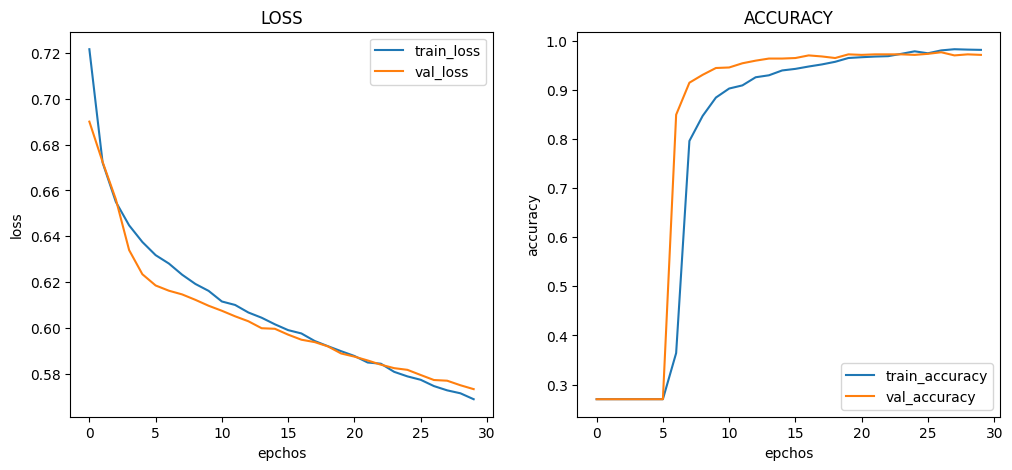 LOSS
train_loss
val_loss
0.72
0.70
0.68
0.66
0.64
0.62
0.60
0.58
loss
0 5 10 15 20 25 30
epchos
ACCURACY
1.0
0.9
0.8
0.7
0.6
0.5
0.4
0.3
accuracy
train_accuracy
val_accuracy
0 5 10 15 20 25 30
epchos